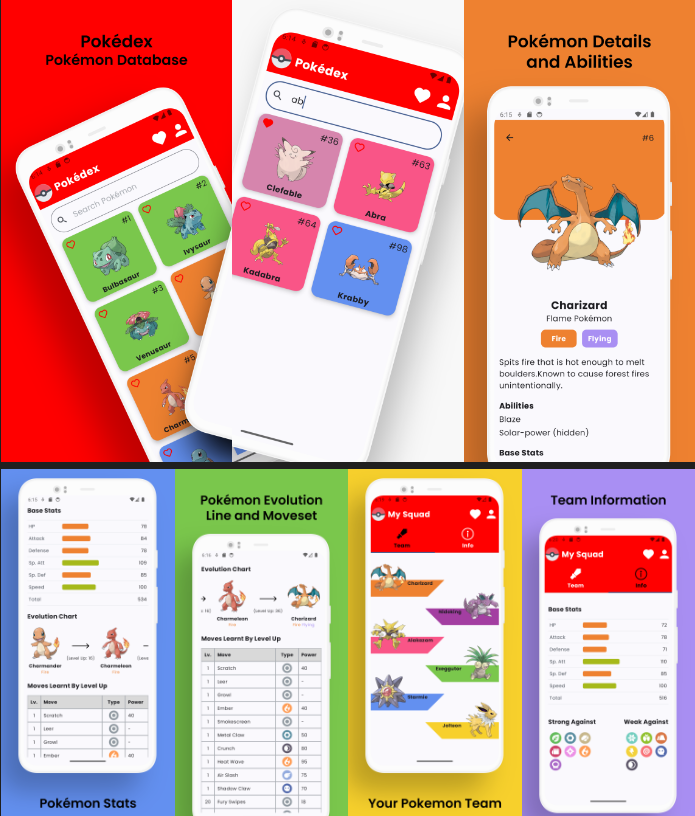 Pokédex
Pokémon Database
Pokédex
Search Pokémon
#1
Bulbasaur
#2
Ivysaur
#3
Venusaur
#5
Charm
Pokédex
ab
#36
Clefable
#63
Abra
#64
Kadabra
#98
Krabby
Pokémon Details
and Abilities
6:15
#6
Charizard
Flame Pokémon
Fire
Flying
Spits fire that is hot enough to melt
boulders.Known to cause forest fires
unintentionally.
Abilities
Blaze
Solar-power (hidden)
Base Stats
6:15
Base Stats
HP 78
Attack 84
Defense 78
Sp. Att 109
Sp. Def 85
Speed 100
Total 534
Evolution Chart
(Level Up: 16)
(Leve
Charmander
Fire
Charmeleon
Fire
Moves Learnt By Level Up
Lv. Move Type Power
1 Scratch 40
1 Leer -
1 Growl -
1 Ember 40
Pokémon Stats
Pokémon Evolution
Line and Moveset
6:15
Evolution Chart
: 16)
(Level Up: 36)
Charmeleon
Fire
Charizard
Fire Flying
Moves Learnt By Level Up
Lv. Move Type Power
1 Scratch 40
1 Leer -
1 Growl -
1 Ember 40
1 Smokescreen -
1 Metal Claw 50
1 Crunch 80
1 Heat Wave 95
1 Air Slash 75
1 Shadow Claw 70
20 Fury Swipes 18
My Squad
Team
Info
Charizard
Nidoking
Alakazam
Exeggutor
Starmie
Jolteon
Your Pokemon Team
Team Information
My Squad
Team
Info
Base Stats
HP 72
Attack 78
Defense 71
Sp. Att 90
Sp. Def 85
Speed 100
Total
Strong Against
Weak Against